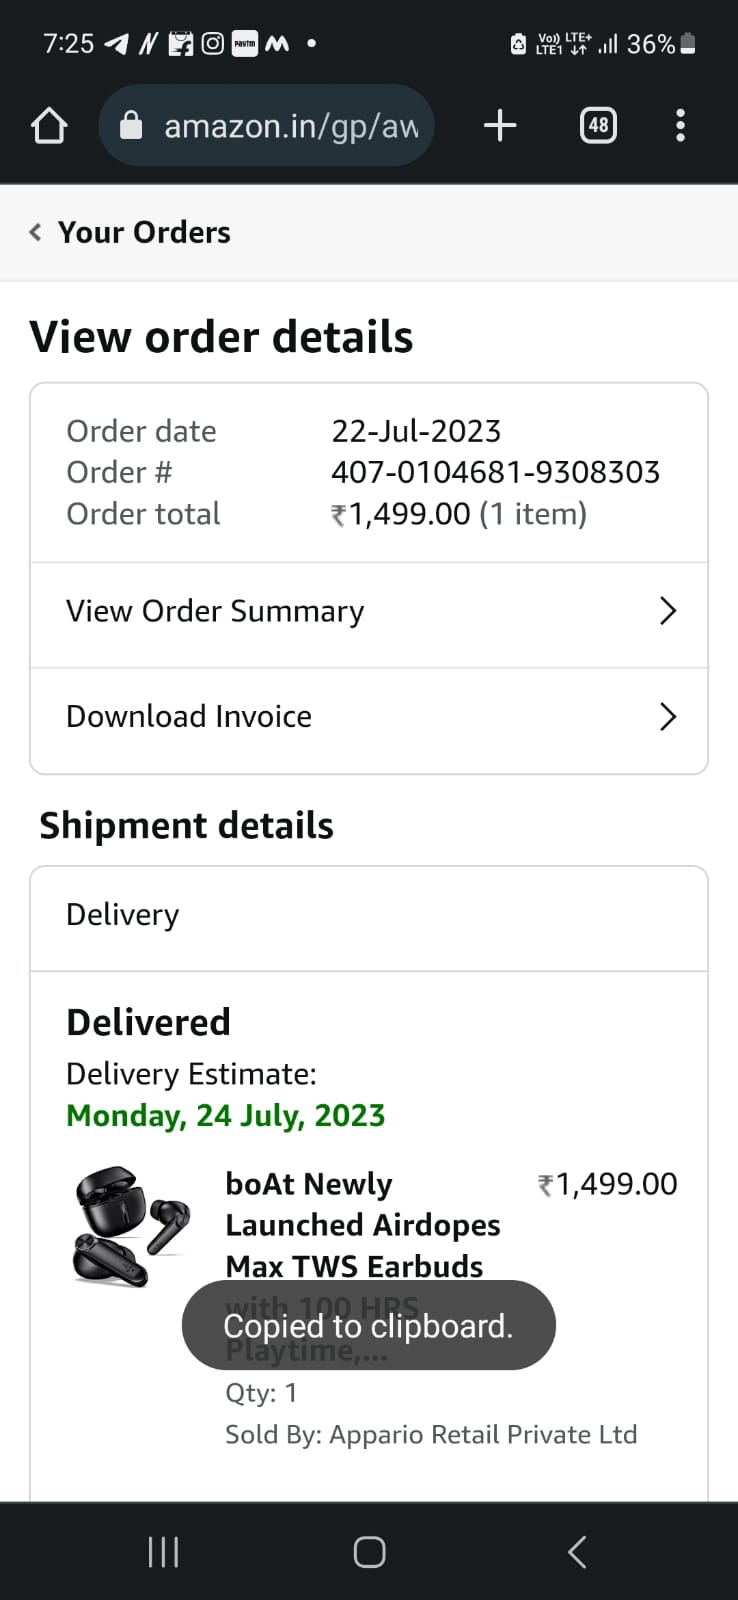 7:25
Paytm
Vo)) LTE+
LTE1
36%
amazon.in/gp/aw
48
Your Orders
View order details
Order date 22-Jul-2023
Order # 407-0104681-9308303
Order total ₹1,499.00 (1 item)
View Order Summary
Download Invoice
Shipment details
Delivery
Delivered
Delivery Estimate:
Monday, 24 July, 2023
boAt Newly ₹1,499.00
Launched Airdopes
Max TWS Earbuds
with 100 HRS
Copied to clipboard.
Playtime,...
Qty: 1
Sold By: Appario Retail Private Ltd